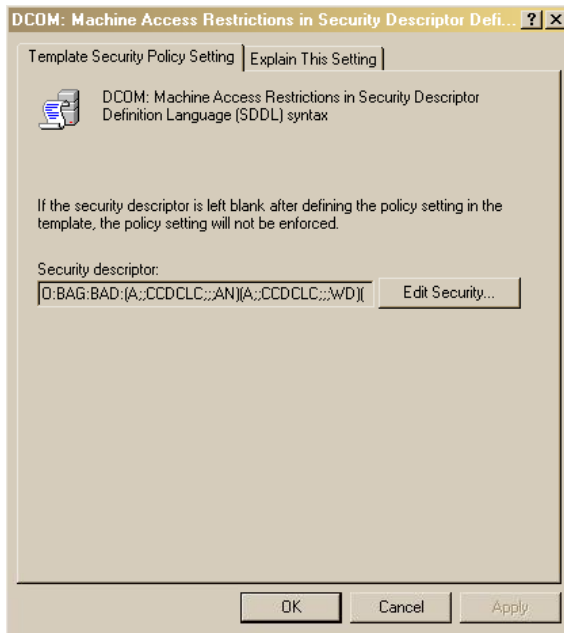 DCOM: Machine Access Restrictions in Security Descriptor Defi... ? ×
Template Security Policy Setting Explain This Setting
DCOM: Machine Access Restrictions in Security Descriptor
Definition Language (SDDL) syntax
If the security descriptor is left blank after defining the policy setting in the
template, the policy setting will not be enforced.
Security descriptor:
O:BAG:BAD:(A;;CCDCLC;;;AN)(A;;CCDCLC;;;WD)( Edit Security...
OK Cancel Apply